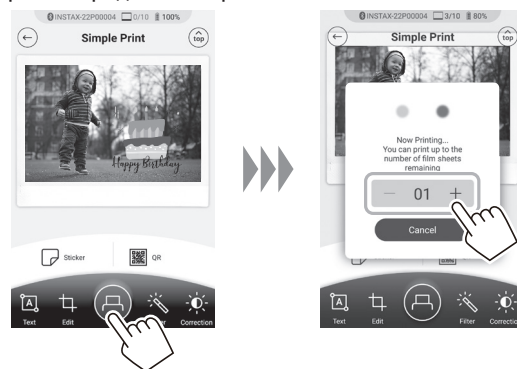 INSTAX-22P00004 0/10 100%
Simple Print
top
Happy Birthday
Sticker
QR
Text Edit er Correction
INSTAX-22P00004 3/10 80%
Simple Print
top
Now Printing...
You can print up to the
number of film sheets
remaining
— 01 +
Cancel
Text Edit Filter Correction